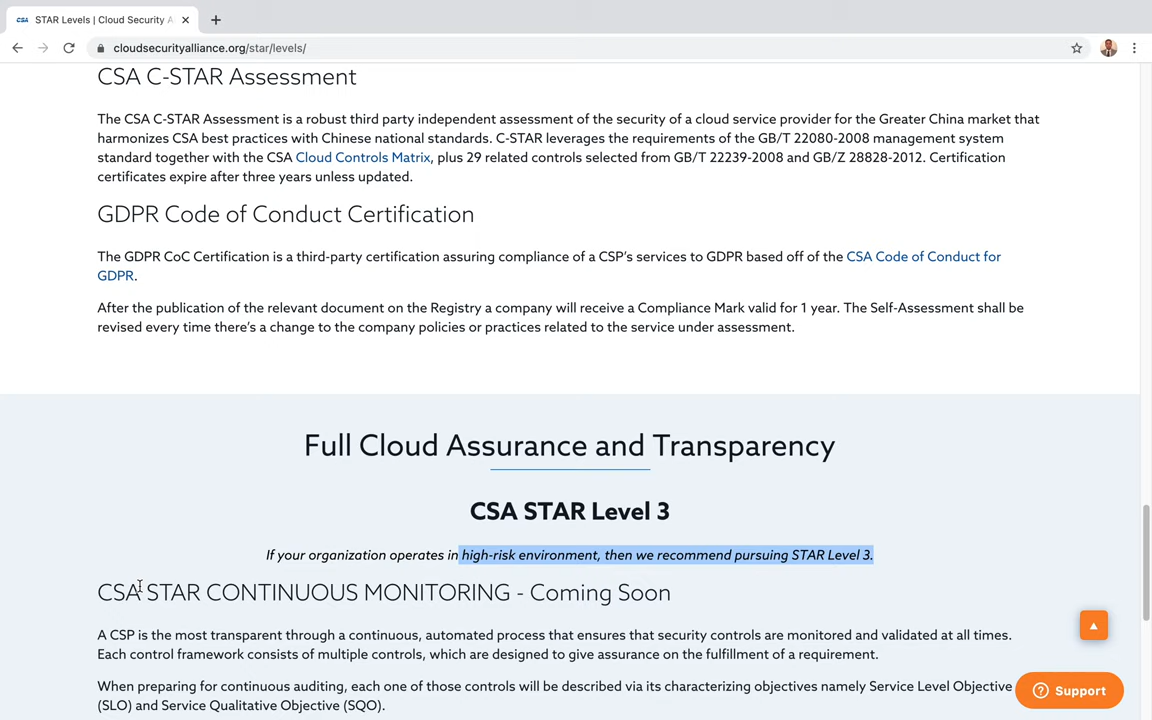 CSA STAR Levels | Cloud Security A
cloudsecurityalliance.org/star/levels/
CSA C-STAR Assessment
The CSA C-STAR Assessment is a robust third party independent assessment of the security of a cloud service provider for the Greater China market that
harmonizes CSA best practices with Chinese national standards. C-STAR leverages the requirements of the GB/T 22080-2008 management system
standard together with the CSA Cloud Controls Matrix, plus 29 related controls selected from GB/T 22239-2008 and GB/Z 28828-2012. Certification
certificates expire after three years unless updated.
GDPR Code of Conduct Certification
The GDPR CoC Certification is a third-party certification assuring compliance of a CSP's services to GDPR based off of the CSA Code of Conduct for
GDPR.
After the publication of the relevant document on the Registry a company will receive a Compliance Mark valid for 1 year. The Self-Assessment shall be
revised every time there's a change to the company policies or practices related to the service under assessment.
Full Cloud Assurance and Transparency
CSA STAR Level 3
If your organization operates in high-risk environment, then we recommend pursuing STAR Level 3.
CSA STAR CONTINUOUS MONITORING - Coming Soon
A CSP is the most transparent through a continuous, automated process that ensures that security controls are monitored and validated at all times.
Each control framework consists of multiple controls, which are designed to give assurance on the fulfillment of a requirement.
When preparing for continuous auditing, each one of those controls will be described via its characterizing objectives namely Service Level Objective
(SLO) and Service Qualitative Objective (SQO).
Support